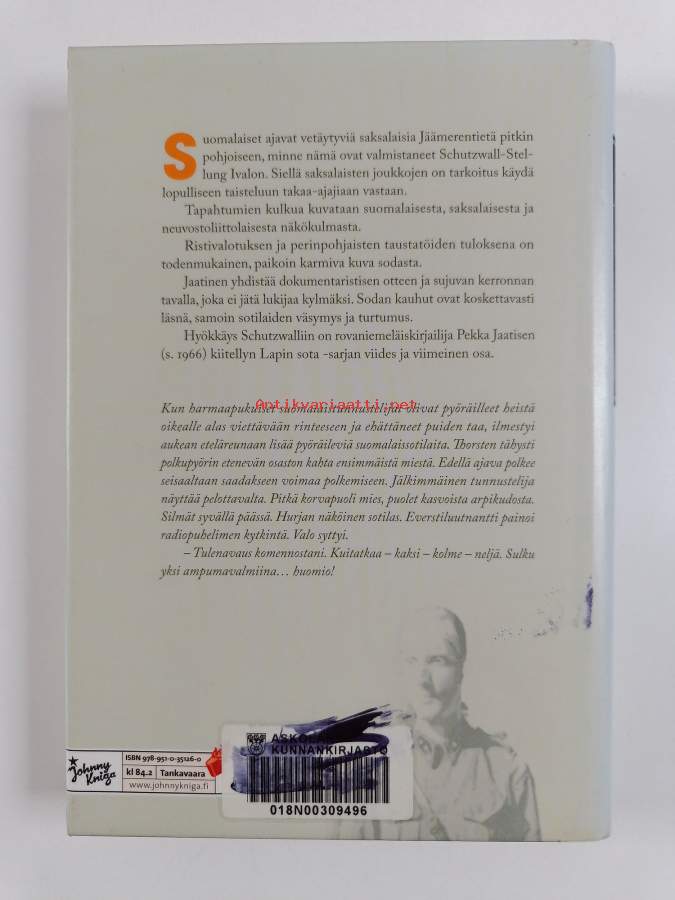 Suomalaiset ajavat vetäytyviä saksalaisia Jäämerentietä pitkin
pohjoiseen, minne nämä ovat valmistaneet Schutzwall-Stel-
lung Ivalon. Siellä saksalaisten joukkojen on tarkoitus käydä
lopulliseen taisteluun takaa-ajajiaan vastaan.
Tapahtumien kulkua kuvataan suomalaisesta, saksalaisesta ja
neuvostoliittolaisesta näkökulmasta.
Ristivalotuksen ja perinpohjaisten taustatöiden tuloksena on
todenmukainen, paikoin karmiva kuva sodasta.
Jaatinen yhdistää dokumentaristisen otteen ja sujuvan kerronnan
tavalla, joka ei jätä lukijaa kylmäksi. Sodan kauhut ovat koskettavasti
läsnä, samoin sotilaiden väsymys ja turtumus.
Hyökkäys Schutzwalliin on rovaniemeläiskirjailija Pekka Jaatisen
(s. 1966) kiitellyn Lapin sota -sarjan viides ja viimeinen osa.
Antikvariaatti.net
Kun harmaapukuiset suomalaistunnustelijat olivat pyöräilleet heistä
oikealle alas viettävään rinteeseen ja ehättäneet puiden taa, ilmestyi
aukean eteläreunaan lisää pyöräileviä suomalaissotilaita. Thorsten tähysti
polkupyörin etenevän osaston kahta ensimmäistä miestä. Edellä ajava polkee
seisaaltaan saadakseen voimaa polkemiseen. Jälkimmäinen tunnustelija
näyttää pelottavalta. Pitkä korvapuoli mies, puolet kasvoista arpikudosta.
Silmät syvällä päässä. Hurjan näköinen sotilas. Everstiluutnantti painoi
radiopuhelimen kytkintä. Valo syttyi.
– Tulenavaus komennostani. Kuitatkaa – kaksi – kolme – neljä. Sulku
yksi ampumavalmiina… huomio!
Johnny
Kniga
ISBN 978-951-0-35126-0
kl 84.2 Tankavaara
www.johnnykniga.fi
ASKOLAN
KUNNANKIRJASTO
018N00309496